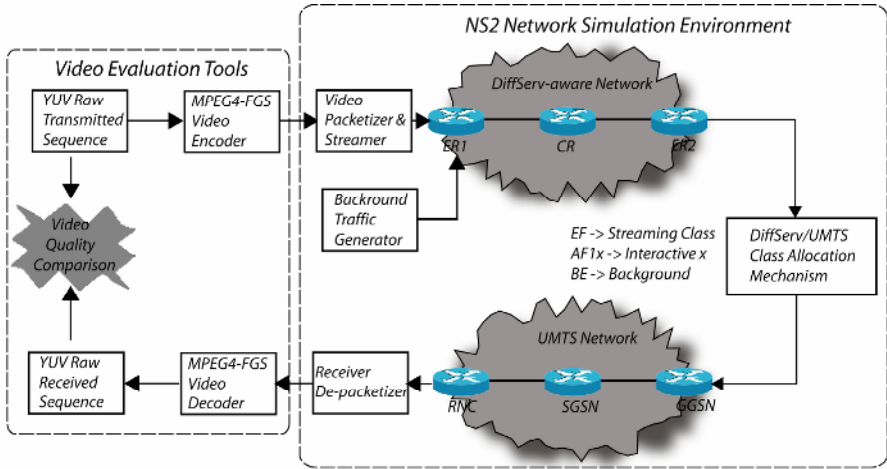 NS2 Network Simulation Environment
Video Evaluation Tools
DiffServ-aware Network
YUV Raw
Transmitted
Sequence
MPEG4-FGS
Video
Encoder
Video
Packetizer &
Streamer
ER1
CR
ER2
Backround
Traffic
Generator
Video
Quality
Comparison
EF -> Streaming Class
AF1x -> Interactive x
BE -> Background
DiffServ/UMTS
Class Allocation
Mechanism
UMTS Network
YUV Raw
Received
Sequence
MPEG4-FGS
Video
Decoder
Receiver
De-packetizer
RNC
SGSN
GGSN